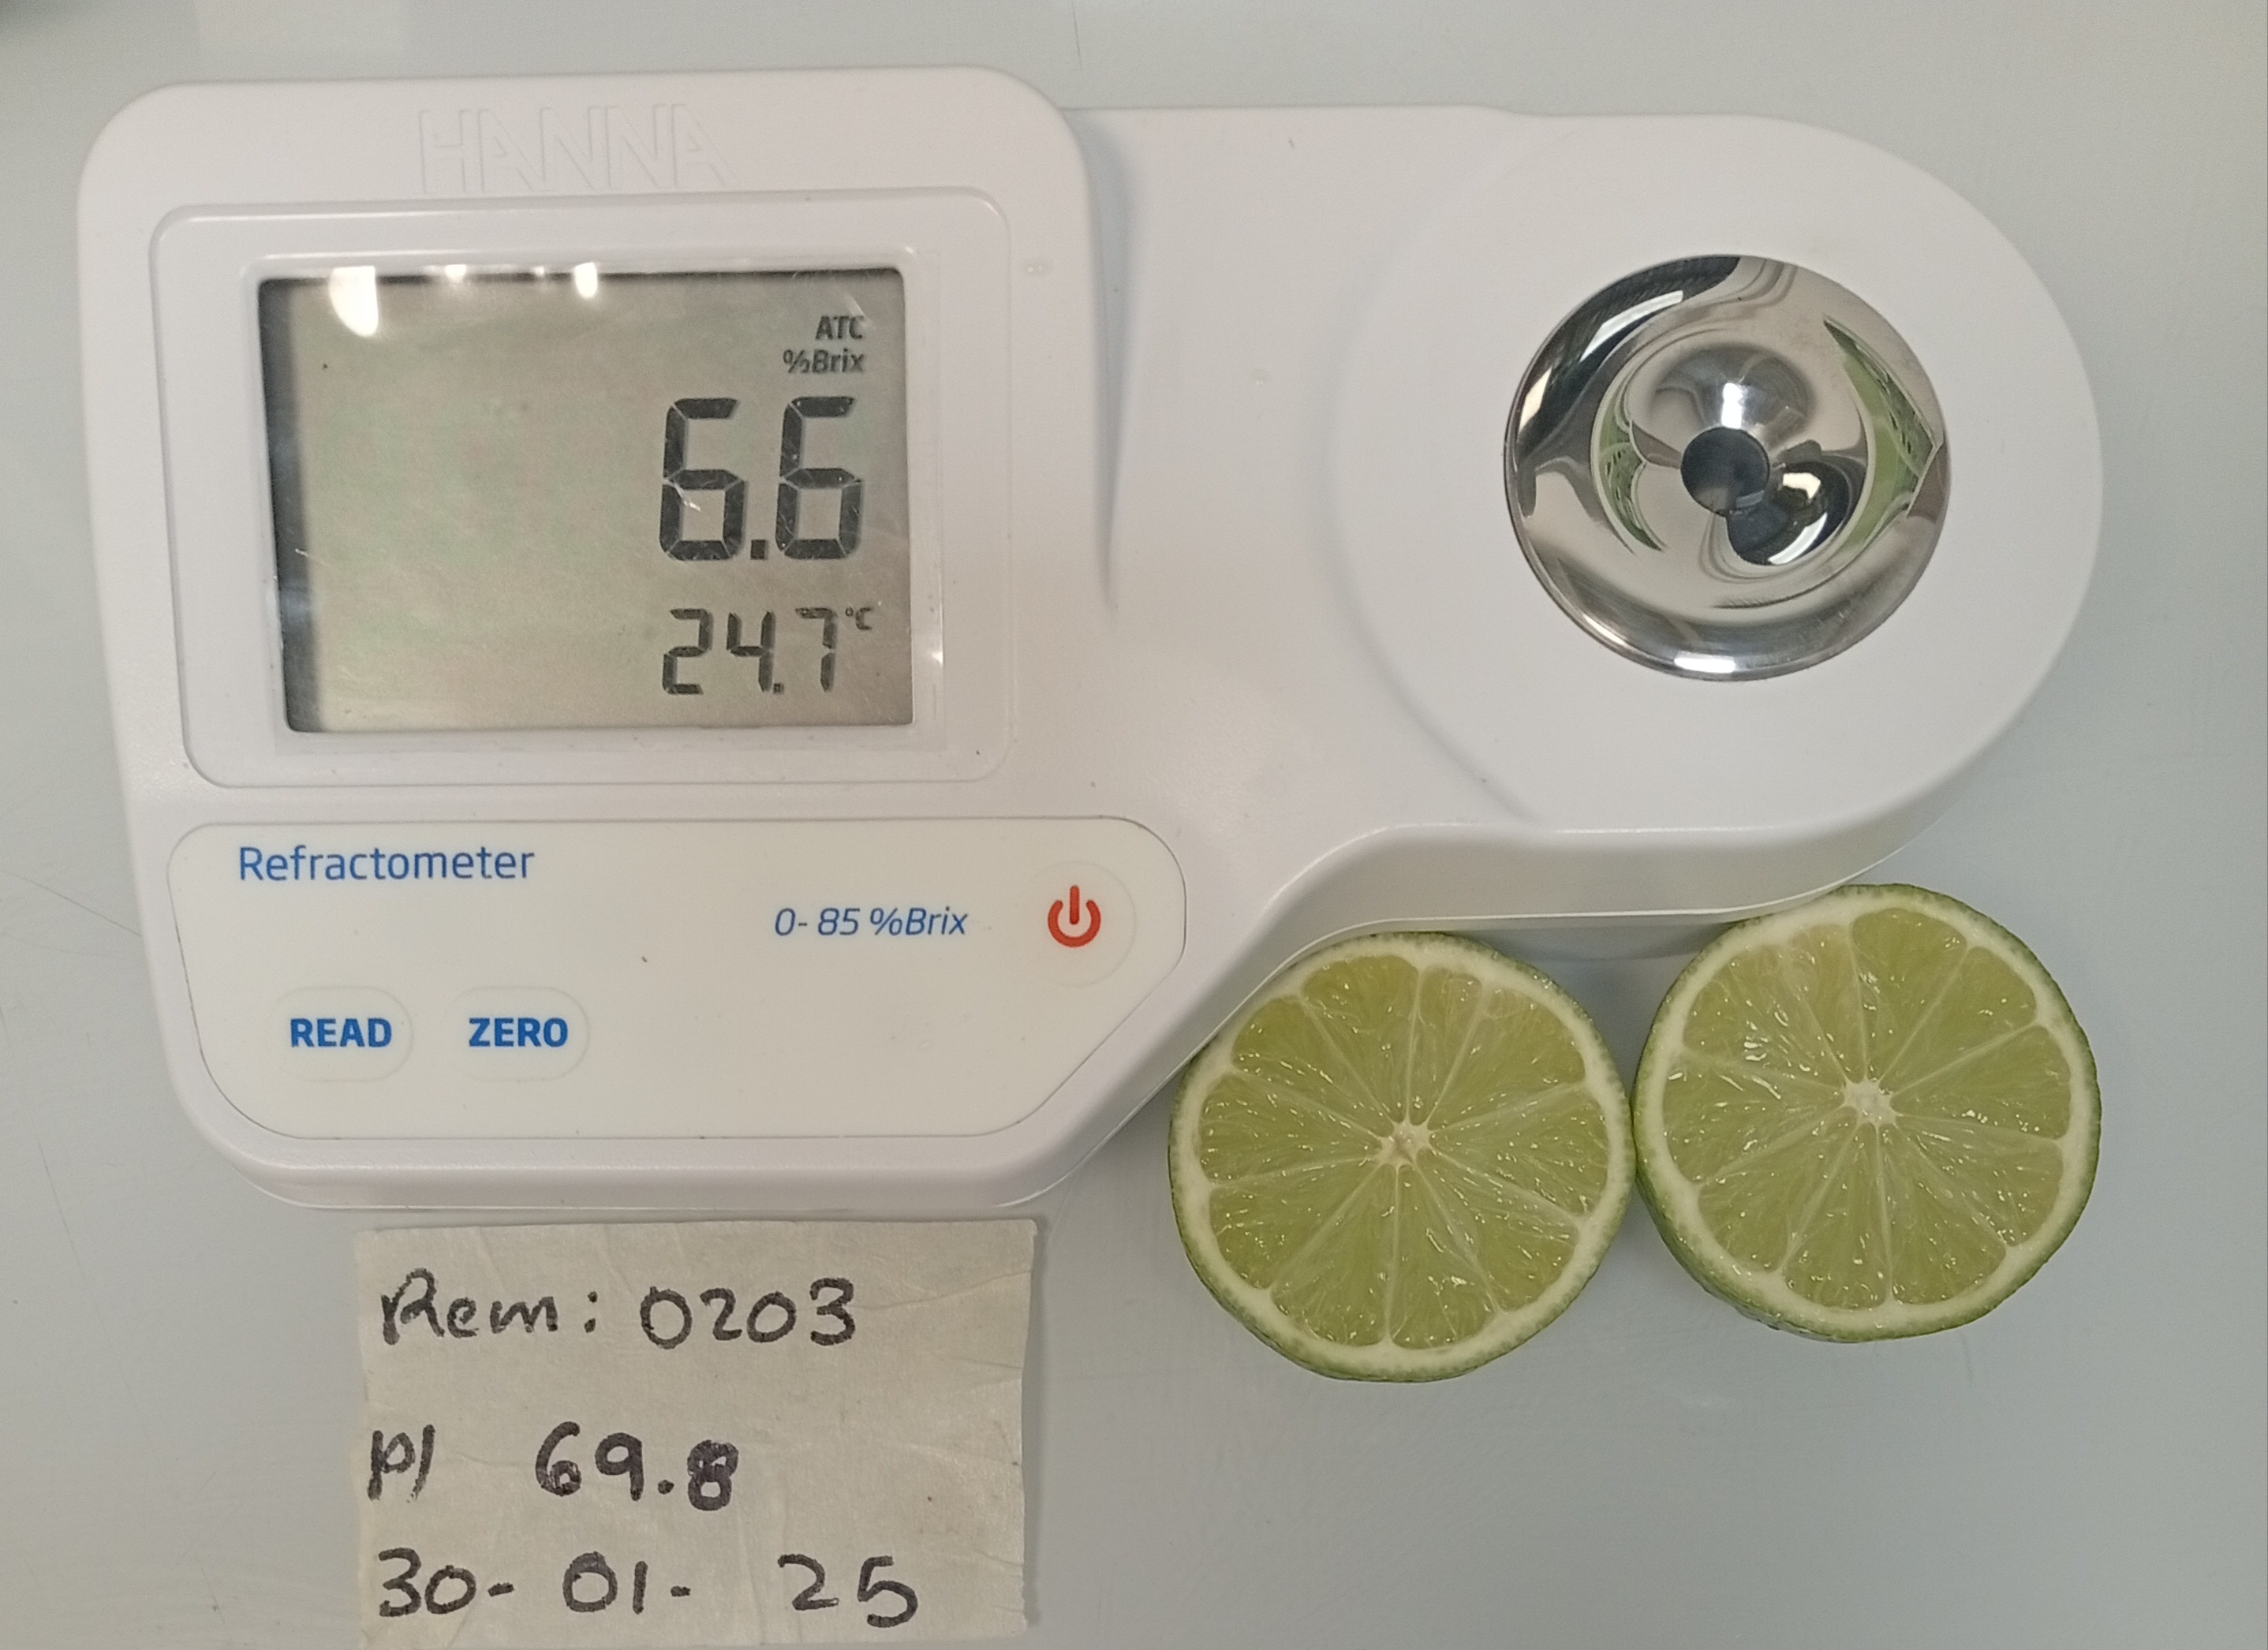 HANNA
ATC
%Brix
6.6
24.7°C
Refractometer
0-85 %Brix
READ ZERO
Rem: 0203
Pl 69.8
30-01-25